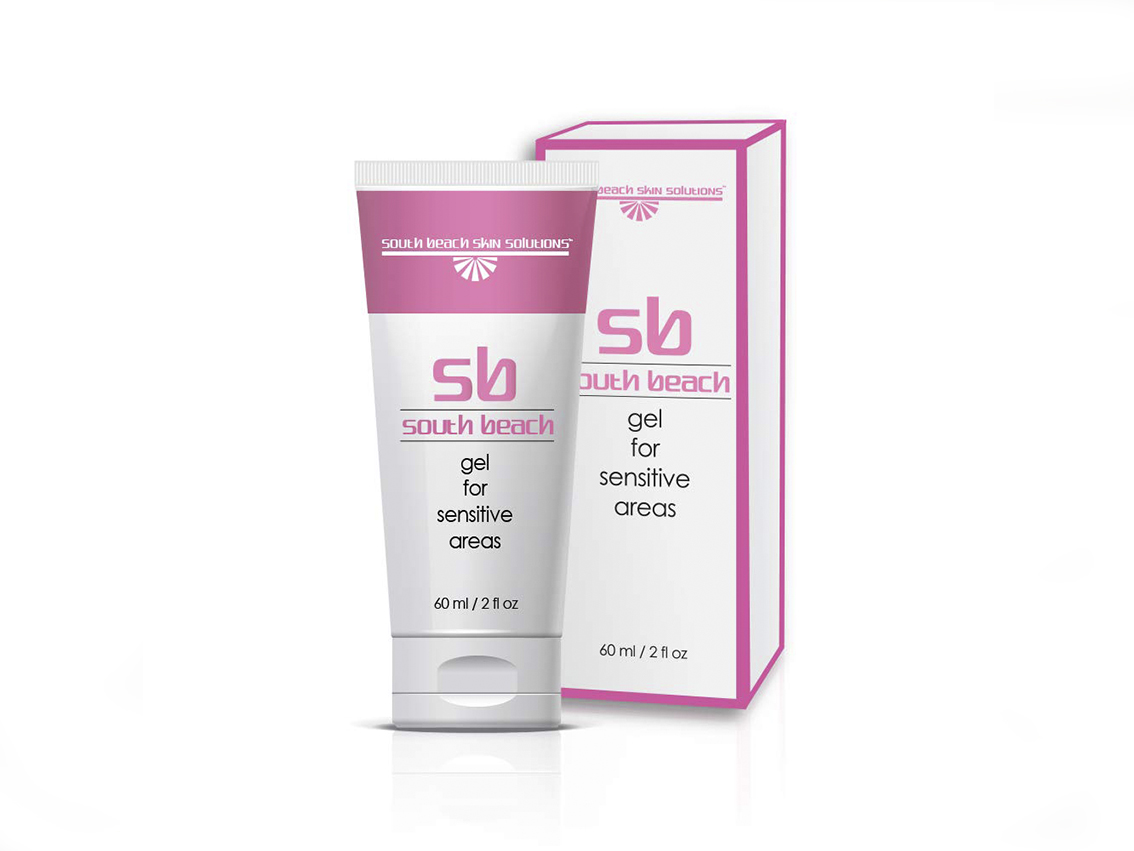 south beach skin solutions™
sb
south beach
gel
for
sensitive
areas
60 ml / 2 fl oz
beach skin solutions™
sb
outh beach
gel
for
sensitive
areas
60 ml / 2 fl oz